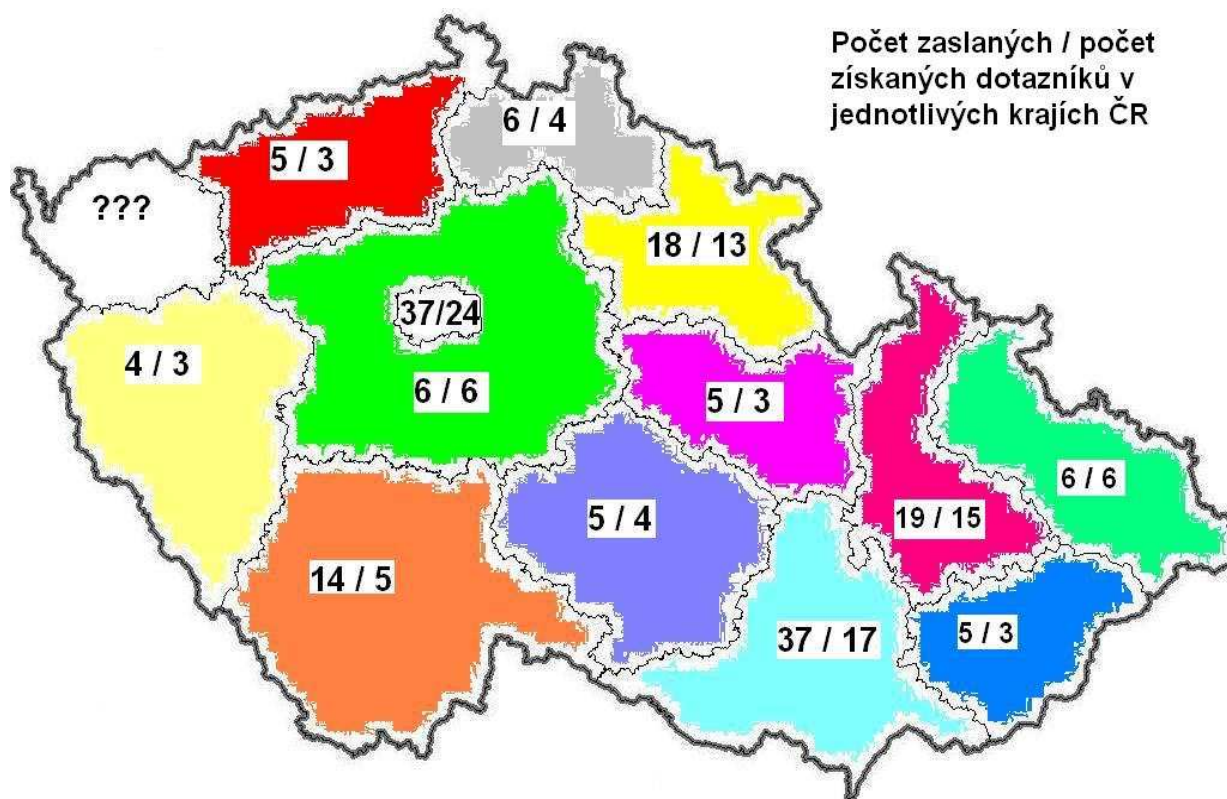 Počet zaslaných / počet
získaných dotazníků v
jednotlivých krajích ČR
6 / 4
5 / 3
???
18 / 13
37/24
4 / 3
6 / 6
5 / 3
6 / 6
5 / 4
19 / 15
14 / 5
37 / 17
5 / 3